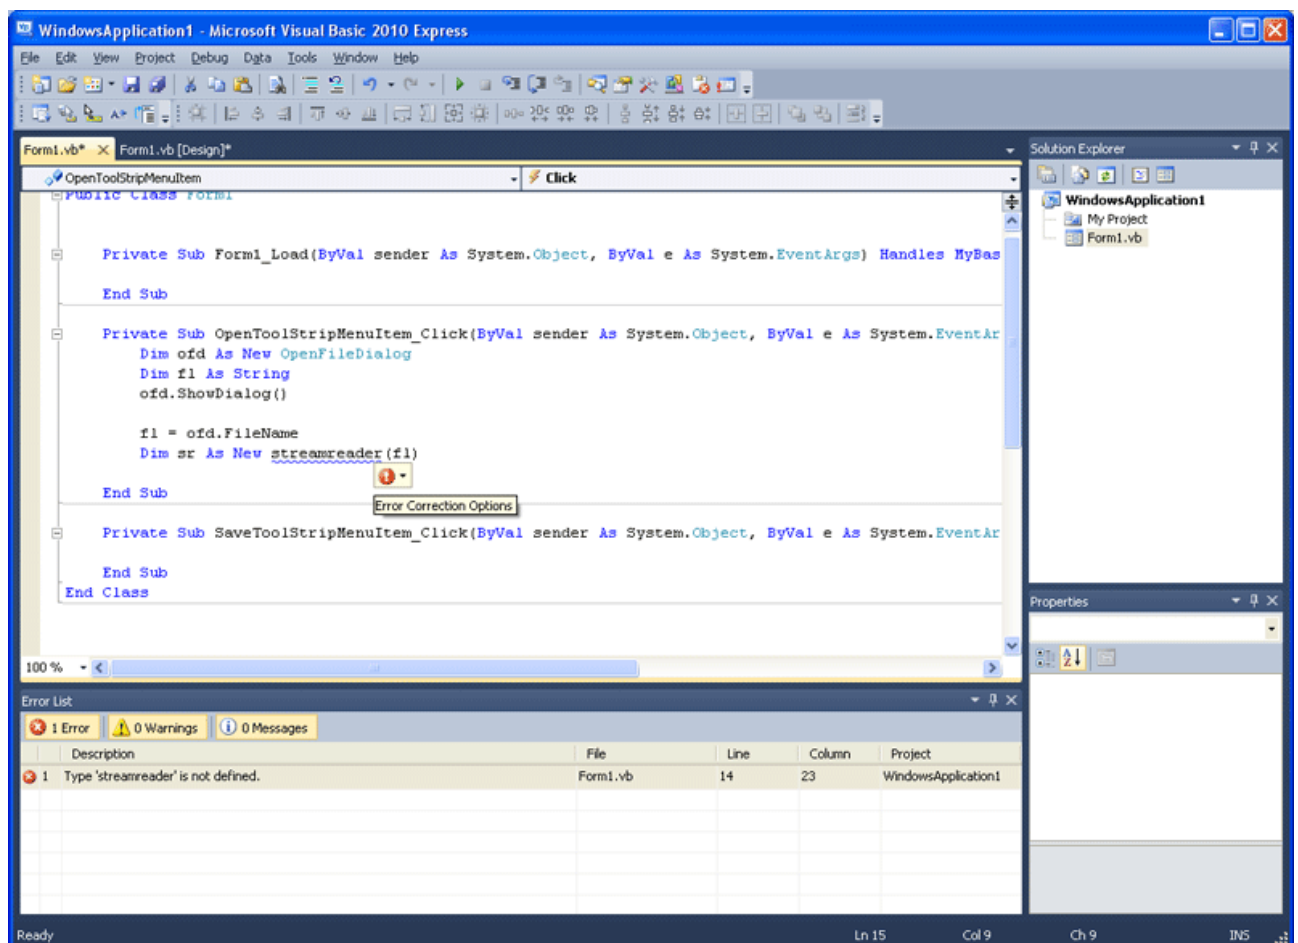 WindowsApplication1 - Microsoft Visual Basic 2010 Express
File Edit View Project Debug Data Tools Window Help
Form1.vb* Form1.vb [Design]*
OpenToolStripMenuItem Click
Public Class Form1
Private Sub Form1_Load(ByVal sender As System.Object, ByVal e As System.EventArgs) Handles MyBas
End Sub
Private Sub OpenToolStripMenuItem_Click(ByVal sender As System.Object, ByVal e As System.EventAr
Dim ofd As New OpenFileDialog
Dim fl As String
ofd.ShowDialog()
fl = ofd.FileName
Dim sr As New streamreader(fl)
Error Correction Options
End Sub
Private Sub SaveToolStripMenuItem_Click(ByVal sender As System.Object, ByVal e As System.EventAr
End Sub
End Class
100 %
Solution Explorer
WindowsApplication1
My Project
Form1.vb
Properties
Error List
1 Error 0 Warnings 0 Messages
Description File Line Column Project
1 Type 'streamreader' is not defined. Form1.vb 14 23 WindowsApplication1
Ready Ln 15 Col 9 Ch 9 INS